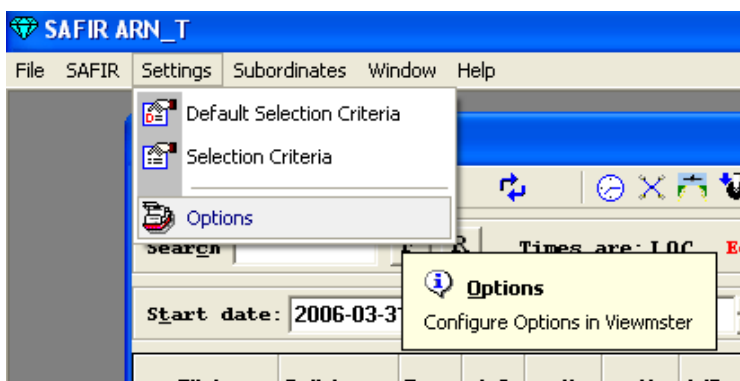 SAFIR ARN_T
File SAFIR Settings Subordinates Window Help
Default Selection Criteria
Selection Criteria
Options
Search R Times are: LOC
Options
Start date: 2006-03-3
Configure Options in Viewmster